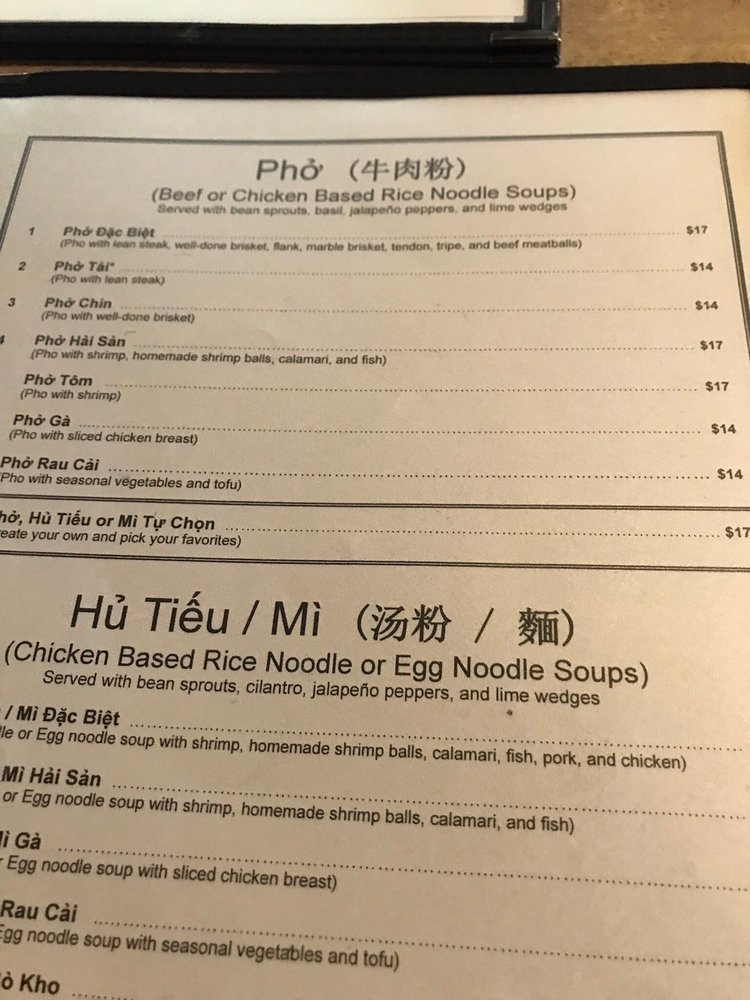 Phở (牛肉粉)
(Beef or Chicken Based Rice Noodle Soups)
Served with bean sprouts, basil, jalapeño peppers, and lime wedges
1 Phở Đặc Biệt $17
(Pho with lean steak, well-done brisket, flank, marble brisket, tendon, tripe, and beef meatballs)
2 Phở Tái* $14
(Pho with lean steak)
3 Phở Chín $14
(Pho with well-done brisket)
4 Phở Hải Sản $17
(Pho with shrimp, homemade shrimp balls, calamari, and fish)
Phở Tôm $17
(Pho with shrimp)
Phở Gà $14
(Pho with sliced chicken breast)
Phở Rau Cải $14
Pho with seasonal vegetables and tofu)
hở, Hủ Tiếu or Mì Tự Chọn $17
eate your own and pick your favorites)
Hủ Tiếu / Mì (汤粉 / 麵)
(Chicken Based Rice Noodle or Egg Noodle Soups)
Served with bean sprouts, cilantro, jalapeño peppers, and lime wedges
/ Mì Đặc Biệt
le or Egg noodle soup with shrimp, homemade shrimp balls, calamari, fish, pork, and chicken)
Mì Hải Sản
or Egg noodle soup with shrimp, homemade shrimp balls, calamari, and fish)
ì Gà
Egg noodle soup with sliced chicken breast)
Rau Cải
Egg noodle soup with seasonal vegetables and tofu)
ò Kho